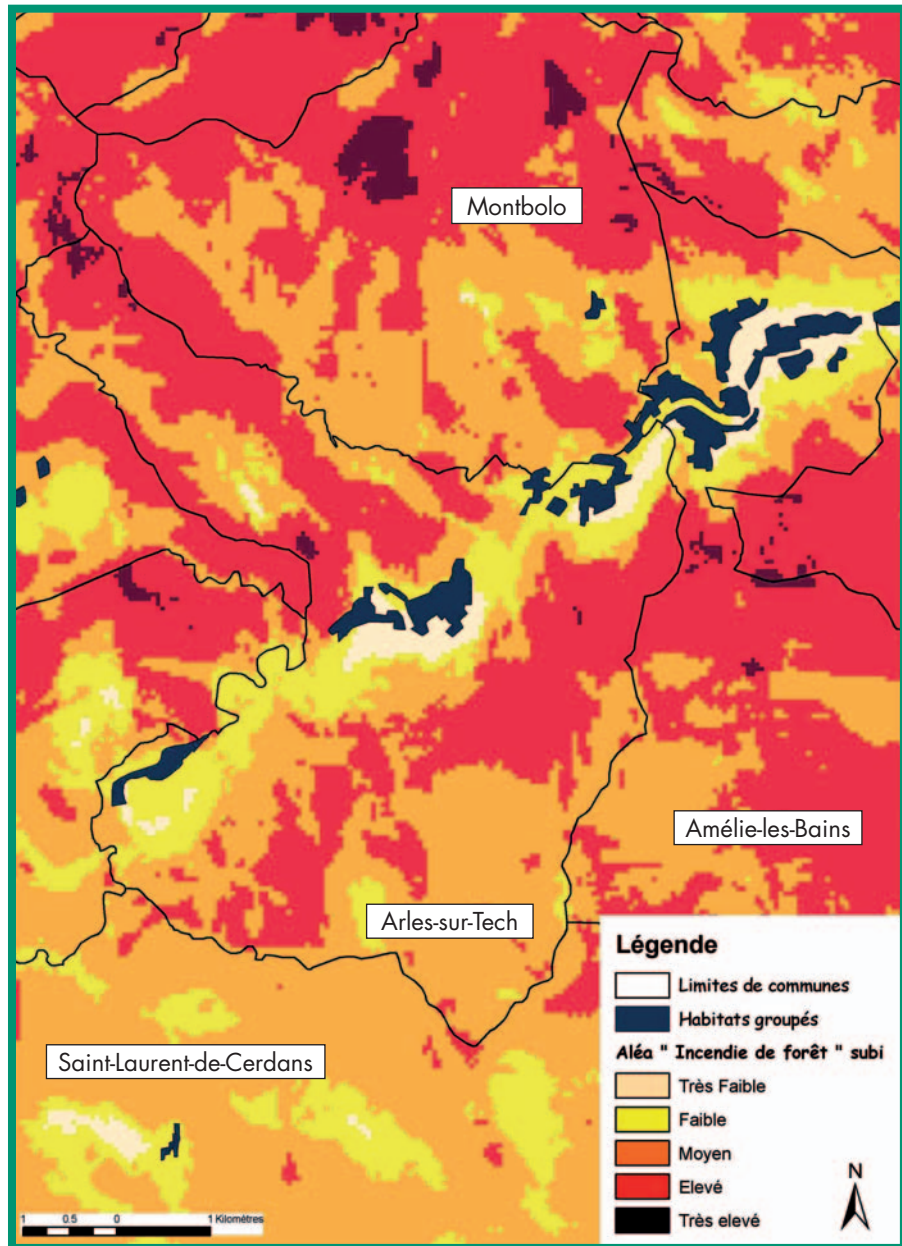 Montbolo
Amélie-les-Bains
Arles-sur-Tech
Saint-Laurent-de-Cerdans
Légende
Limites de communes
Habitats groupés
Aléa " Incendie de forêt " subi
Très Faible
Faible
Moyen
Elevé
Très elevé
N
1 0.5 0 1 Kilomètres